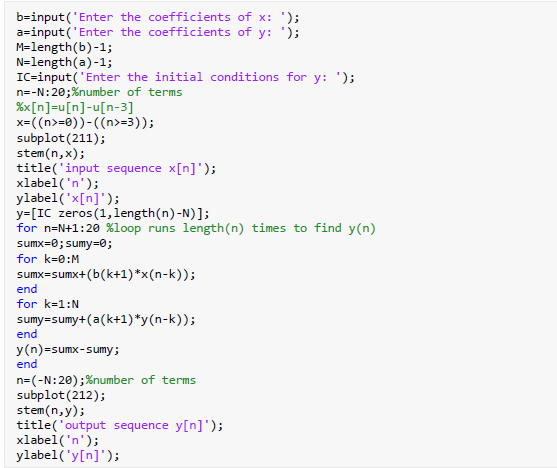 b=input('Enter the coefficients of x: ');
a=input('Enter the coefficients of y: ');
M=length(b)-1;
N=length(a)-1;
IC=input('Enter the initial conditions for y: ');
n=-N:20;%number of terms
%x[n]=u[n]-u[n-3]
x=((n>=0))-((n>=3));
subplot(211);
stem(n,x);
title('input sequence x[n]');
xlabel('n');
ylabel('x[n]');
y=[IC zeros(1,length(n)-N)];
for n=N+1:20 %loop runs length(n) times to find y(n)
sumx=0;sumy=0;
for k=0:M
sumx=sumx+(b(k+1)*x(n-k));
end
for k=1:N
sumy=sumy+(a(k+1)*y(n-k));
end
y(n)=sumx-sumy;
end
n=(-N:20);%number of terms
subplot(212);
stem(n,y);
title('output sequence y[n]');
xlabel('n');
ylabel('y[n]');